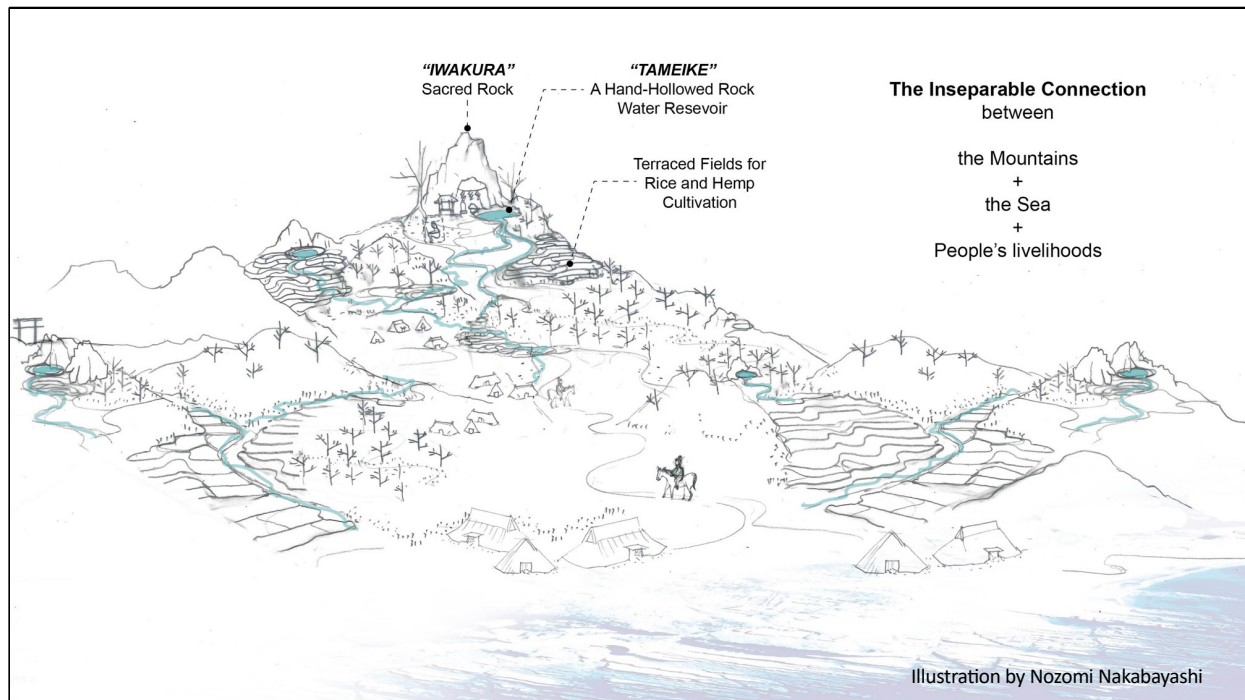 “IWAKURA”
Sacred Rock
“TAMEIKE”
A Hand-Hollowed Rock
Water Resevoir
Terraced Fields for
Rice and Hemp
Cultivation
The Inseparable Connection
between
the Mountains
+
the Sea
+
People’s livelihoods
Illustration by Nozomi Nakabayashi